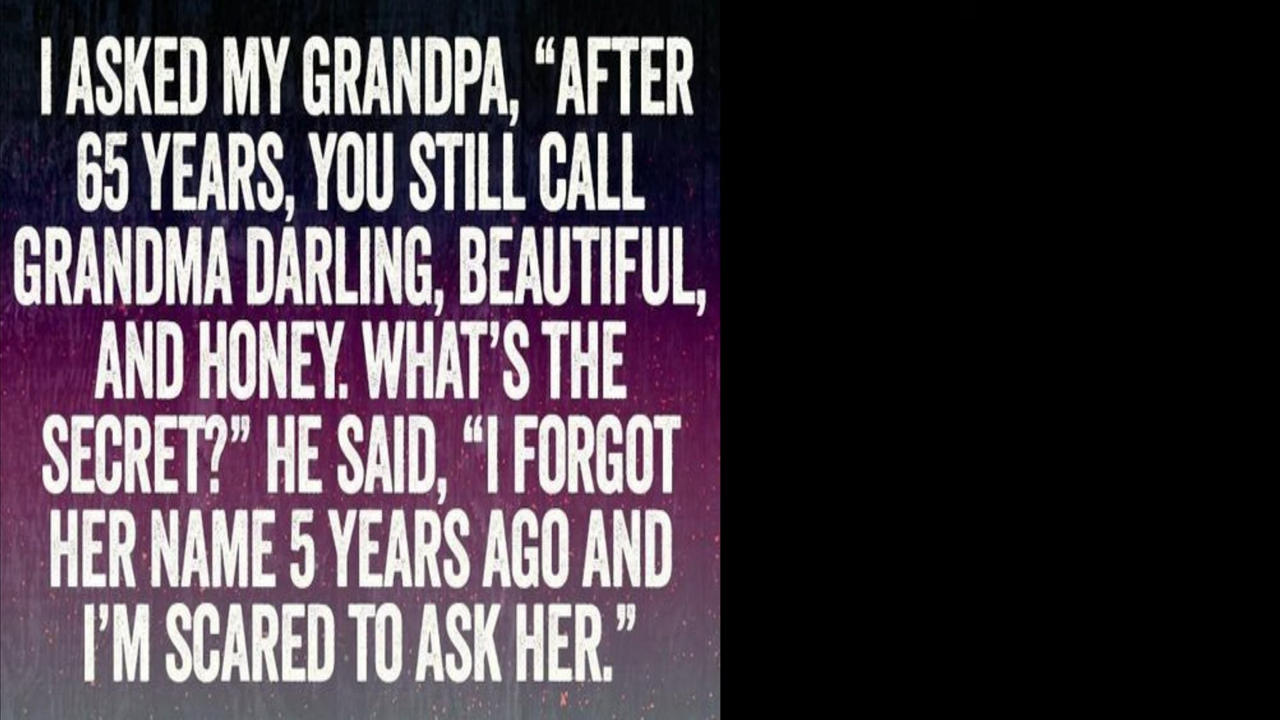 I ASKED MY GRANDPA, “AFTER
65 YEARS, YOU STILL CALL
GRANDMA DARLING, BEAUTIFUL,
AND HONEY. WHAT’S THE
SECRET?” HE SAID, “I FORGOT
HER NAME 5 YEARS AGO AND
I’M SCARED TO ASK HER.”